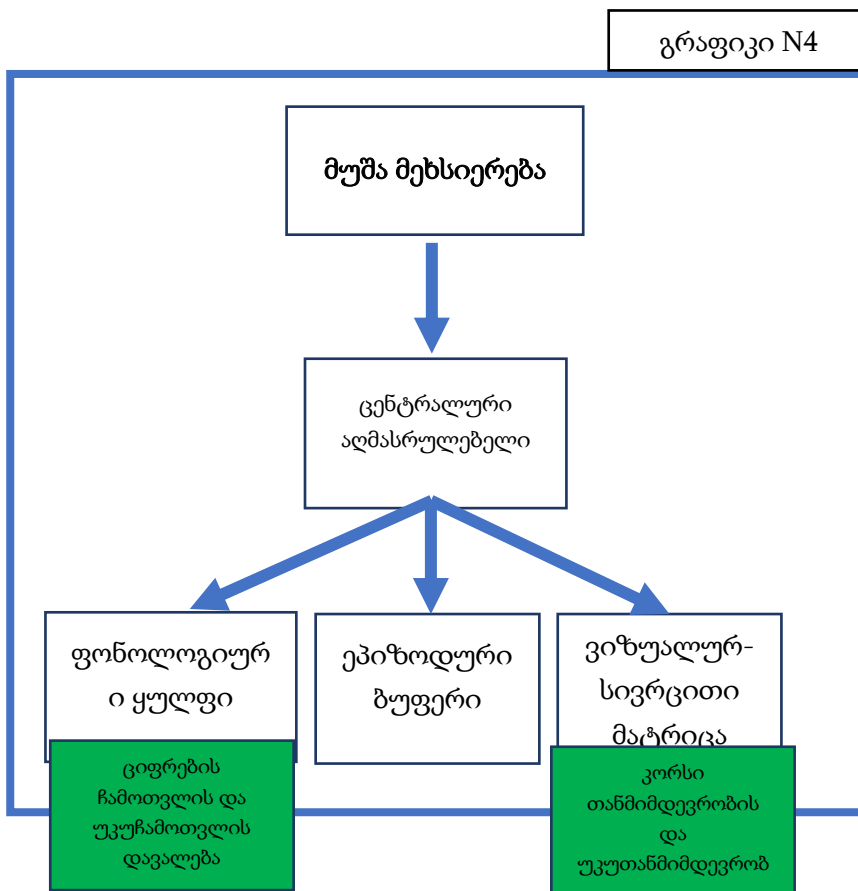 გრაფიკი N4
მუშა მეხსიერება
ცენტრალური
აღმასრულებელი
ფონოლოგიურ
ი ყულფი
ეპიზოდური
ბუფერი
ვიზუალურ-
სივრცითი
მატრიცა
ციფრების
ჩამოთვლის და
უკუჩამოთვლის
დავალება
კორსი
თანმიმდევრობის
და
უკუთანმიმდევრობ